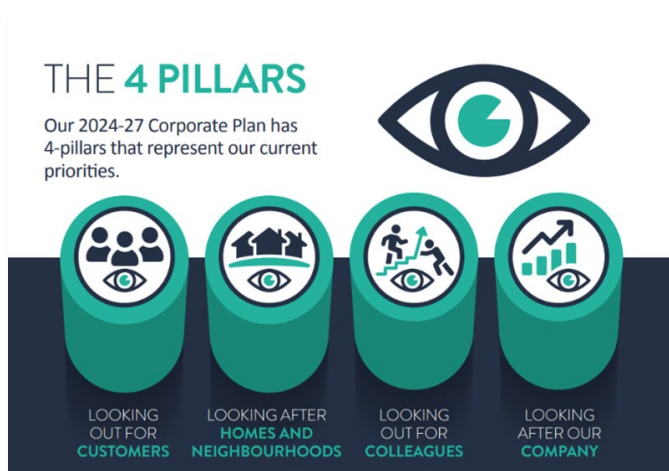 THE 4 PILLARS
Our 2024-27 Corporate Plan has
4-pillars that represent our current
priorities.
LOOKING
OUT FOR
CUSTOMERS
LOOKING AFTER
HOMES AND
NEIGHBOURHOODS
LOOKING
OUT FOR
COLLEAGUES
LOOKING
AFTER OUR
COMPANY